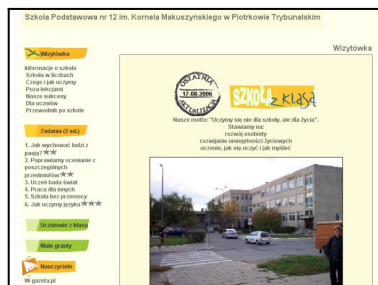 Szkoła Podstawowa nr 12 im. Kornela Makuszyńskiego w Piotrkowie Trybunalskim
Wizytówka
Wizytówka
Informacje o szkole
Szkoła w liczbach
Czego i jak uczymy
Poza lekcjami
Nasze sukcesy
Dla uczniów
Przewodnik po szkole
Zadania (2 ed.)
1. Jak wychować ludzi z
pasją?
2. Poprawiamy ocenianie z
poszczególnych
przedmiotów
3. Uczeń bada świat
4. Praca dla innych
5. Szkoła bez przemocy
6. Jak uczymy języka
Uczniowie z klasą
Małe granty
Nauczyciele
W gazeta.pl
OSTATNIA
17-08-2006
AKTUALIZACJA
SZKOŁA z klasą
Nasze motto: "Uczymy się nie dla szkoły, ale dla życia".
Stawiamy na:
rozwój osobisty
rozwijanie umiejętności życiowych
uczenie, jak się uczyć i jak myśleć